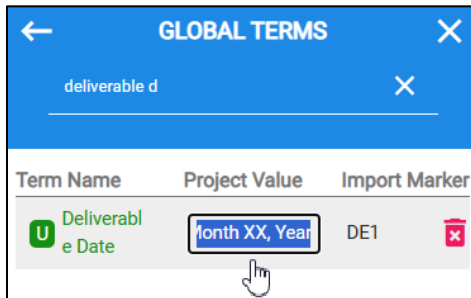 GLOBAL TERMS
deliverable d
Term Name Project Value Import Marker
U Deliverabl Month XX, Year DE1
e Date